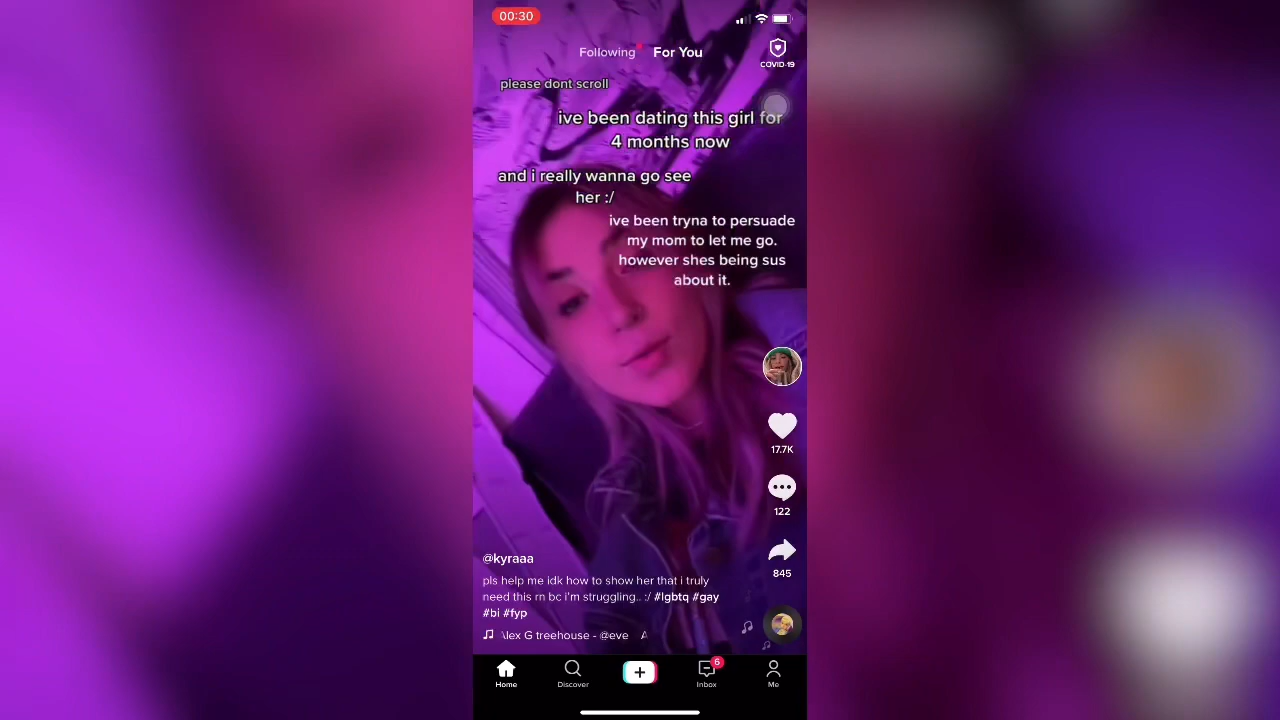 00:30
Following
For You
COVID-19
please dont scroll
ive been dating this girl for
4 months now
and i really wanna go see
her :/
ive been tryna to persuade
my mom to let me go.
however shes being sus
about it.
17.7K
122
845
@kyraaa
pls help me idk how to show her that i truly
need this rn bc i'm struggling.. :/ #lgbtq #gay
#bi #fyp
lex G treehouse - @eve A
Home
Discover
6
Inbox
Me